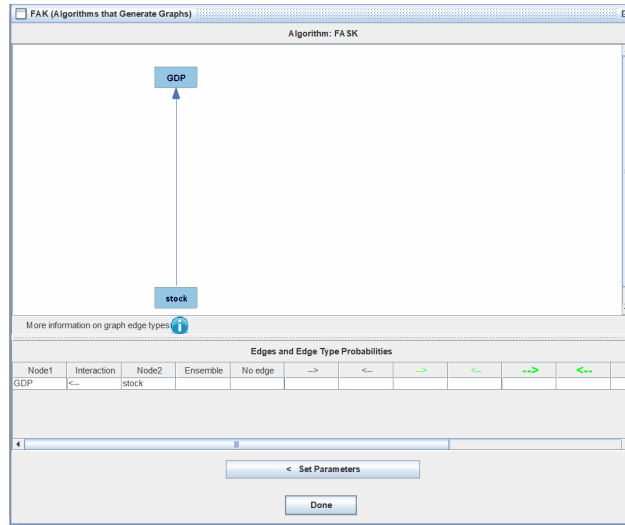 FAK (Algorithms that Generate Graphs)
Algorithm: FASK
GDP
stock
More information on graph edge types
Edges and Edge Type Probabilities
Node1 Interaction Node2 Ensemble No edge --> <-- --> <-- --> <--
GDP <-- stock
< Set Parameters
Done